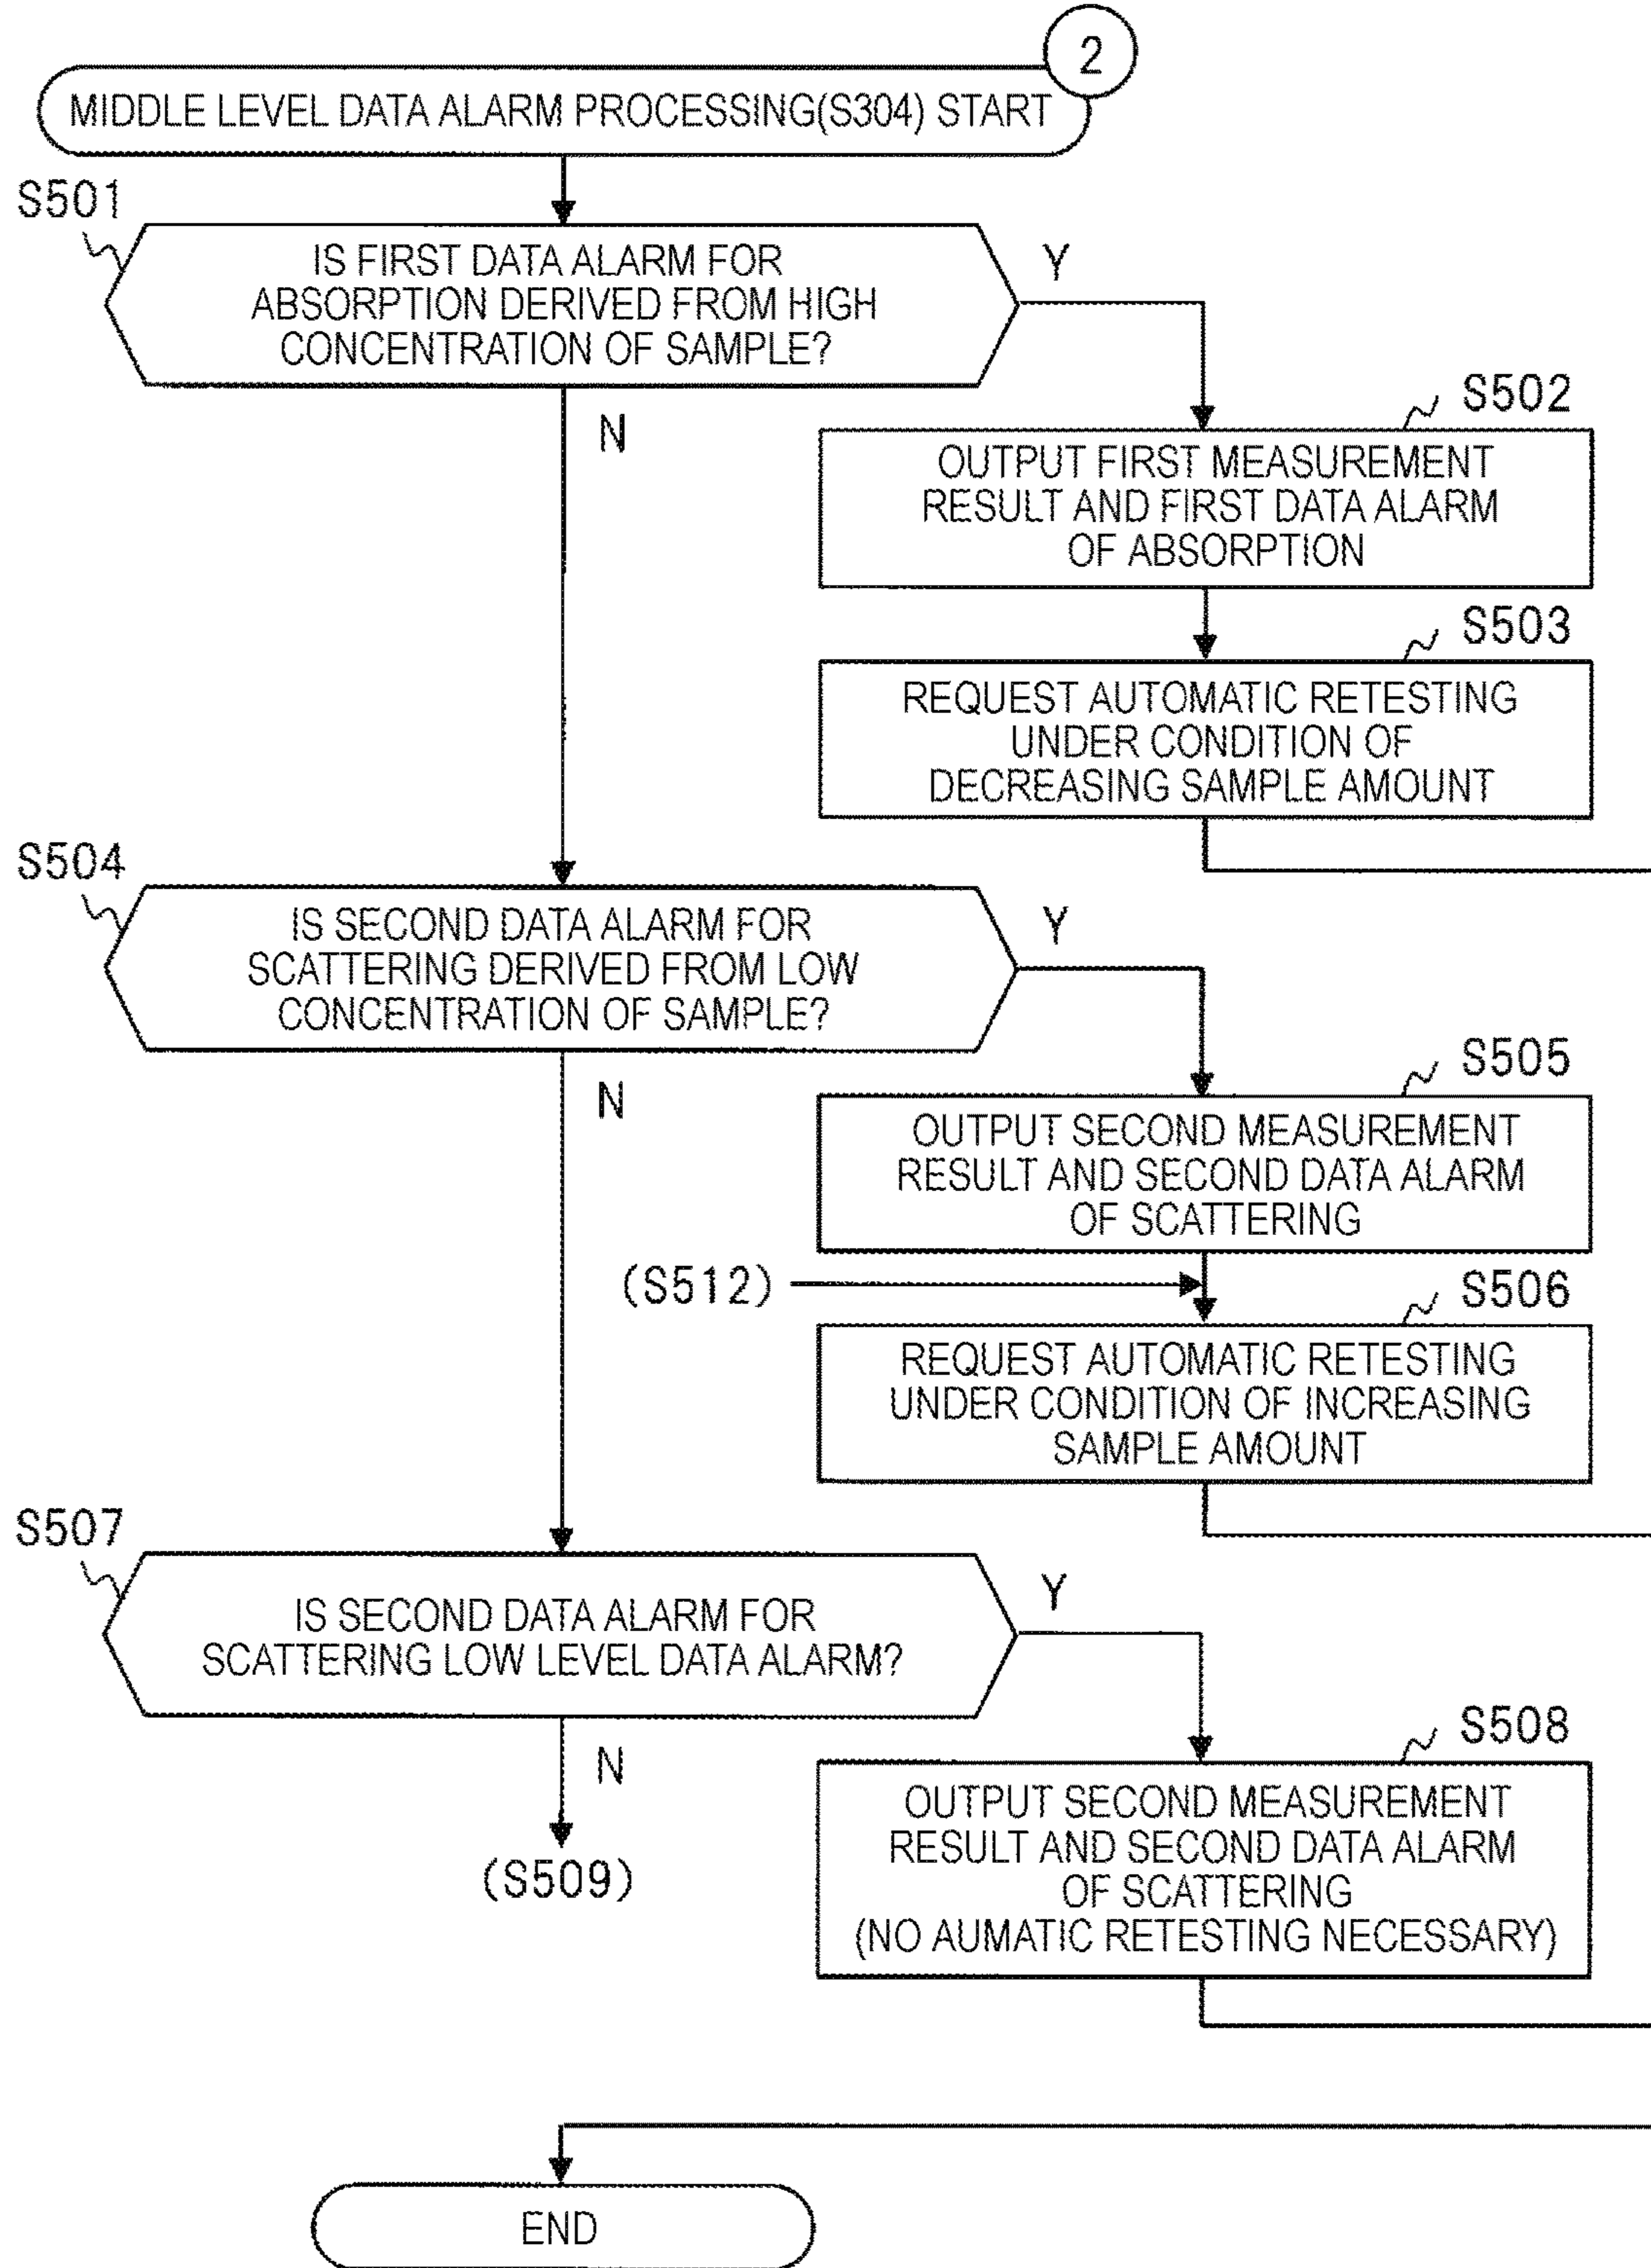 2
MIDDLE LEVEL DATA ALARM PROCESSING(S304) START
S501
IS FIRST DATA ALARM FOR
ABSORPTION DERIVED FROM HIGH
CONCENTRATION OF SAMPLE?
Y
N
S502
OUTPUT FIRST MEASUREMENT
RESULT AND FIRST DATA ALARM
OF ABSORPTION
S503
REQUEST AUTOMATIC RETESTING
UNDER CONDITION OF
DECREASING SAMPLE AMOUNT
S504
IS SECOND DATA ALARM FOR
SCATTERING DERIVED FROM LOW
CONCENTRATION OF SAMPLE?
Y
N
S505
OUTPUT SECOND MEASUREMENT
RESULT AND SECOND DATA ALARM
OF SCATTERING
(S512)
S506
REQUEST AUTOMATIC RETESTING
UNDER CONDITION OF INCREASING
SAMPLE AMOUNT
S507
IS SECOND DATA ALARM FOR
SCATTERING LOW LEVEL DATA ALARM?
Y
N
(S509)
S508
OUTPUT SECOND MEASUREMENT
RESULT AND SECOND DATA ALARM
OF SCATTERING
(NO AUMATIC RETESTING NECESSARY)
END